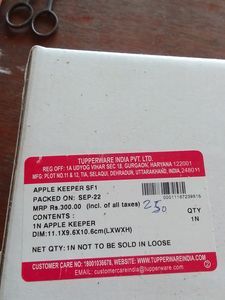 TUPPERWARE INDIA PVT. LTD.
REG OFF: 1A UDYOG VIHAR SEC 18, GURGAON, HARYANA 122001
MFG: PLOT NO.11 & 12, TIA, SELAQUI, DEHRADUR, UTTARAKHAND, INDIA, 248011
APPLE KEEPER SF1
PACKED ON: SEP-22
MRP Rs.300.00 (incl. of all taxes)
250
CONTENTS : QTY
1N APPLE KEEPER 1N
DIM:11.1X9.6X10.6cm(LXWXH)
NET QTY: 1N NOT TO BE SOLD IN LOOSE
CUSTOMER CARE NO: 18001036678, WEBSITE: WWW.TUPPERWAREINDIA.COM
EMAIL: customercareindia@tupperware.com